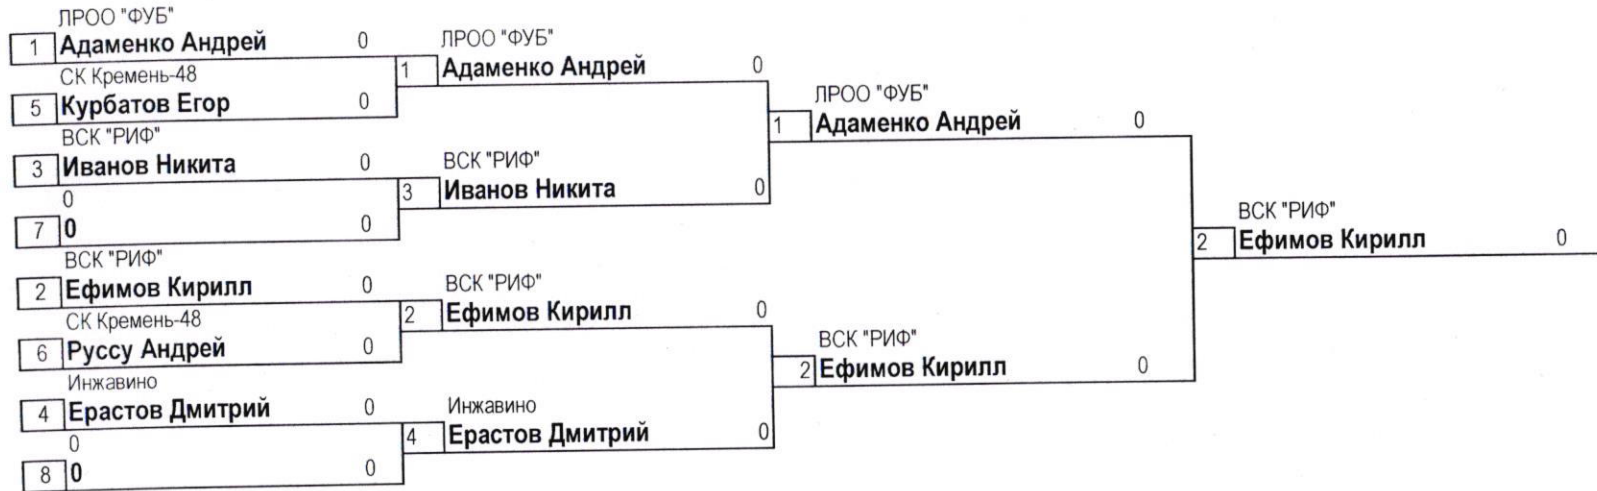 ЛРОО "ФУБ"
1 Адаменко Андрей 0
СК Кремень-48
5 Курбатов Егор 0
ВСК "РИФ"
3 Иванов Никита 0
0
7 0 0
ВСК "РИФ"
2 Ефимов Кирилл 0
СК Кремень-48
6 Руссу Андрей 0
Инжавино
4 Ерастов Дмитрий 0
0
8 0 0
ЛРОО "ФУБ"
1 Адаменко Андрей 0
ВСК "РИФ"
3 Иванов Никита 0
ВСК "РИФ"
2 Ефимов Кирилл 0
Инжавино
4 Ерастов Дмитрий 0
ЛРОО "ФУБ"
1 Адаменко Андрей 0
ВСК "РИФ"
2 Ефимов Кирилл 0
ВСК "РИФ"
2 Ефимов Кирилл 0